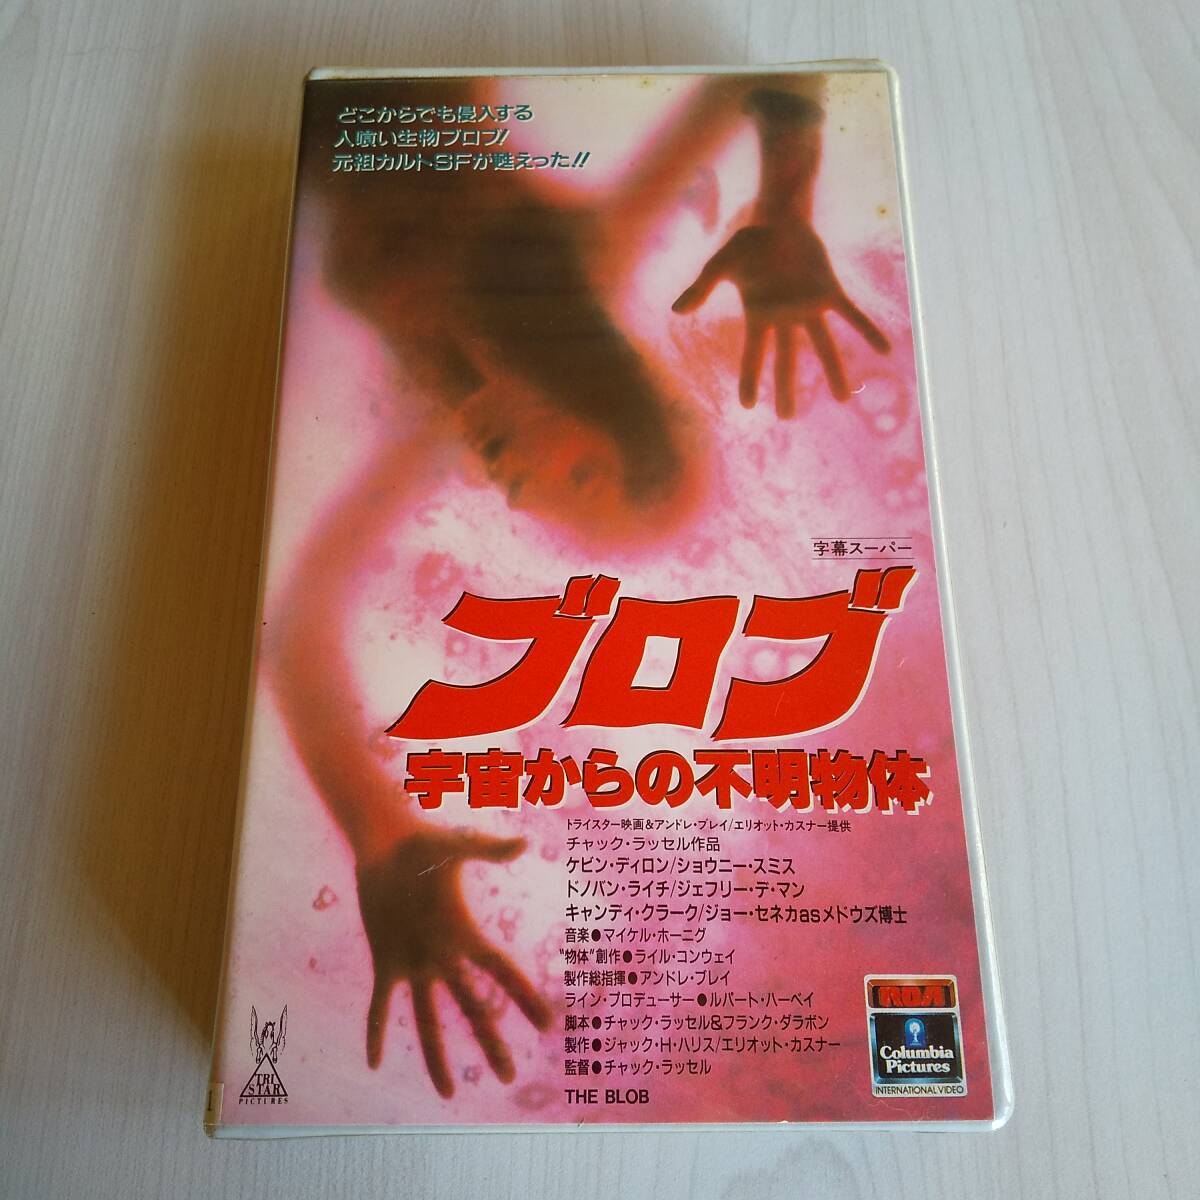 どこからでも侵入する
人喰い生物ブロブ!
元祖カルトSFが甦えった!!
字幕スーパー
ブロブ
宇宙からの不明物体
トライスター映画&アンドレ・ブレイ/エリオット・カスナー提供
チャック・ラッセル作品
ケビン・ディロン/ショウニー・スミス
ドノバン・ライチ/ジェフリー・デ・マン
キャンディ・クラーク/ジョー・セネカasメドウズ博士
音楽●マイケル・ホーニグ
“物体”創作●ライル・コンウェイ
製作総指揮●アンドレ・ブレイ
ライン・プロデューサー●ルパート・ハーベイ
脚本●チャック・ラッセル&フランク・ダラボン
製作●ジャック・H・ハリス/エリオット・カスナー
監督●チャック・ラッセル
THE BLOB
TRI
STAR
PICTURES
RCA
Columbia
Pictures
INTERNATIONAL VIDEO